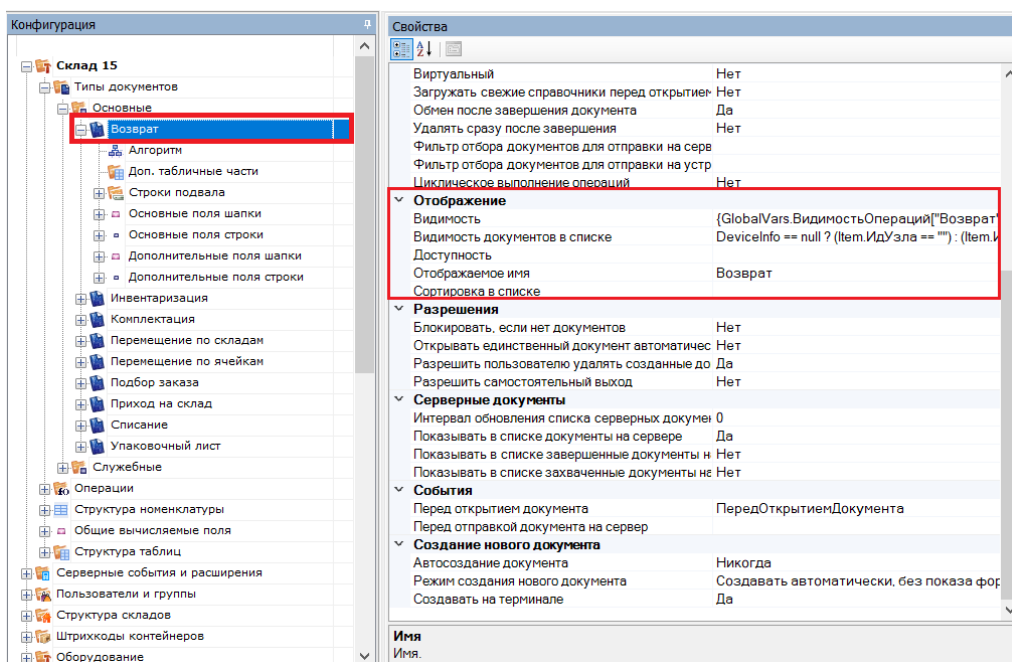 Конфигурация
Склад 15
Типы документов
Основные
Возврат
Алгоритм
Доп. табличные части
Строки подвала
Основные поля шапки
Основные поля строки
Дополнительные поля шапки
Дополнительные поля строки
Инвентаризация
Комплектация
Перемещение по складам
Перемещение по ячейкам
Подбор заказа
Приход на склад
Списание
Упаковочный лист
Служебные
Операции
Структура номенклатуры
Общие вычисляемые поля
Структура таблиц
Серверные события и расширения
Пользователи и группы
Структура складов
Штрихкоды контейнеров
Оборудование
Свойства
Виртуальный Нет
Загружать свежие справочники перед открытием Нет
Обмен после завершения документа Да
Удалять сразу после завершения Нет
Фильтр отбора документов для отправки на серв
Фильтр отбора документов для отправки на устр
Циклическое выполнение операций Нет
Отображение
Видимость {GlobalVars.ВидимостьОпераций["Возврат"
Видимость документов в списке DeviceInfo == null ? (Item.ИдУзла == "") : (Item.И
Доступность
Отображаемое имя Возврат
Сортировка в списке
Разрешения
Блокировать, если нет документов Нет
Открывать единственный документ автоматичес Нет
Разрешить пользователю удалять созданные до Да
Разрешить самостоятельный выход Нет
Серверные документы
Интервал обновления списка серверных докумен 0
Показывать в списке документы на сервере Да
Показывать в списке завершенные документы н Нет
Показывать в списке захваченные документы на Нет
События
Перед открытием документа ПередОткрытиемДокумента
Перед отправкой документа на сервер
Создание нового документа
Автосоздание документа Никогда
Режим создания нового документа Создавать автоматически, без показа фор
Создавать на терминале Да
Имя
Имя.